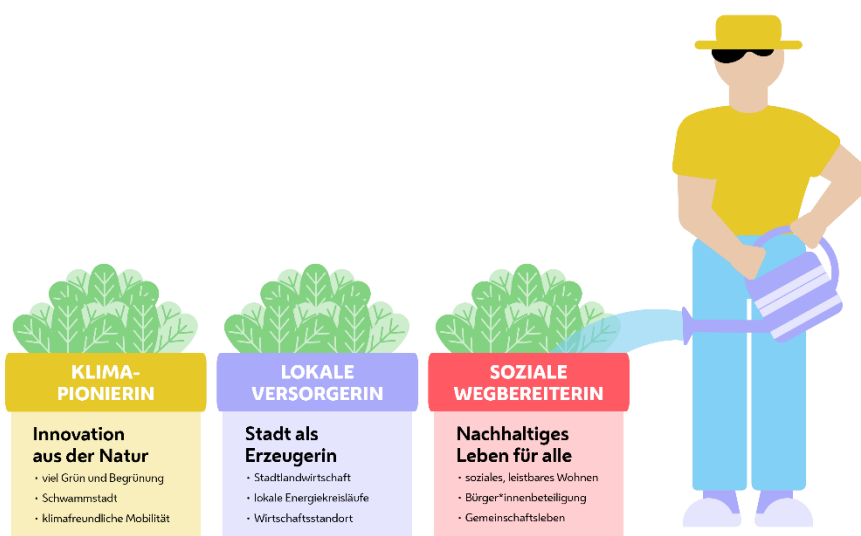 KLIMA-
PIONIERIN
Innovation
aus der Natur
• viel Grün und Begrünung
• Schwammstadt
• klimafreundliche Mobilität
LOKALE
VERSORGERIN
Stadt als
Erzeugerin
• Stadtlandwirtschaft
• lokale Energiekreisläufe
• Wirtschaftsstandort
SOZIALE
WEGBEREITERIN
Nachhaltiges
Leben für alle
• soziales, leistbares Wohnen
• Bürger*innenbeteiligung
• Gemeinschaftsleben